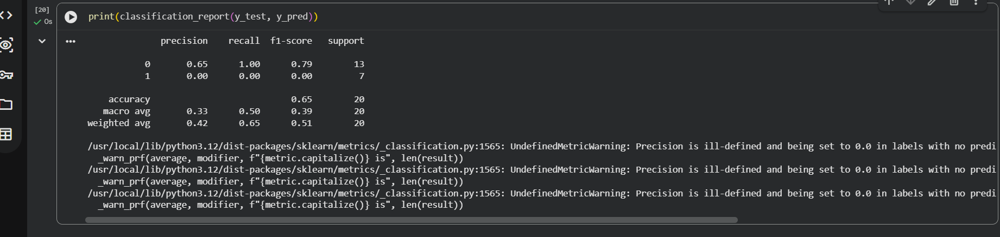 [20]
0s
print(classification_report(y_test, y_pred))
precision recall f1-score support
0 0.65 1.00 0.79 13
1 0.00 0.00 0.00 7
accuracy 0.65 20
macro avg 0.33 0.50 0.39 20
weighted avg 0.42 0.65 0.51 20
/usr/local/lib/python3.12/dist-packages/sklearn/metrics/_classification.py:1565: UndefinedMetricWarning: Precision is ill-defined and being set to 0.0 in labels with no predi
_warn_prf(average, modifier, f"{metric.capitalize()} is", len(result))
/usr/local/lib/python3.12/dist-packages/sklearn/metrics/_classification.py:1565: UndefinedMetricWarning: Precision is ill-defined and being set to 0.0 in labels with no predi
_warn_prf(average, modifier, f"{metric.capitalize()} is", len(result))
/usr/local/lib/python3.12/dist-packages/sklearn/metrics/_classification.py:1565: UndefinedMetricWarning: Precision is ill-defined and being set to 0.0 in labels with no predi
_warn_prf(average, modifier, f"{metric.capitalize()} is", len(result))